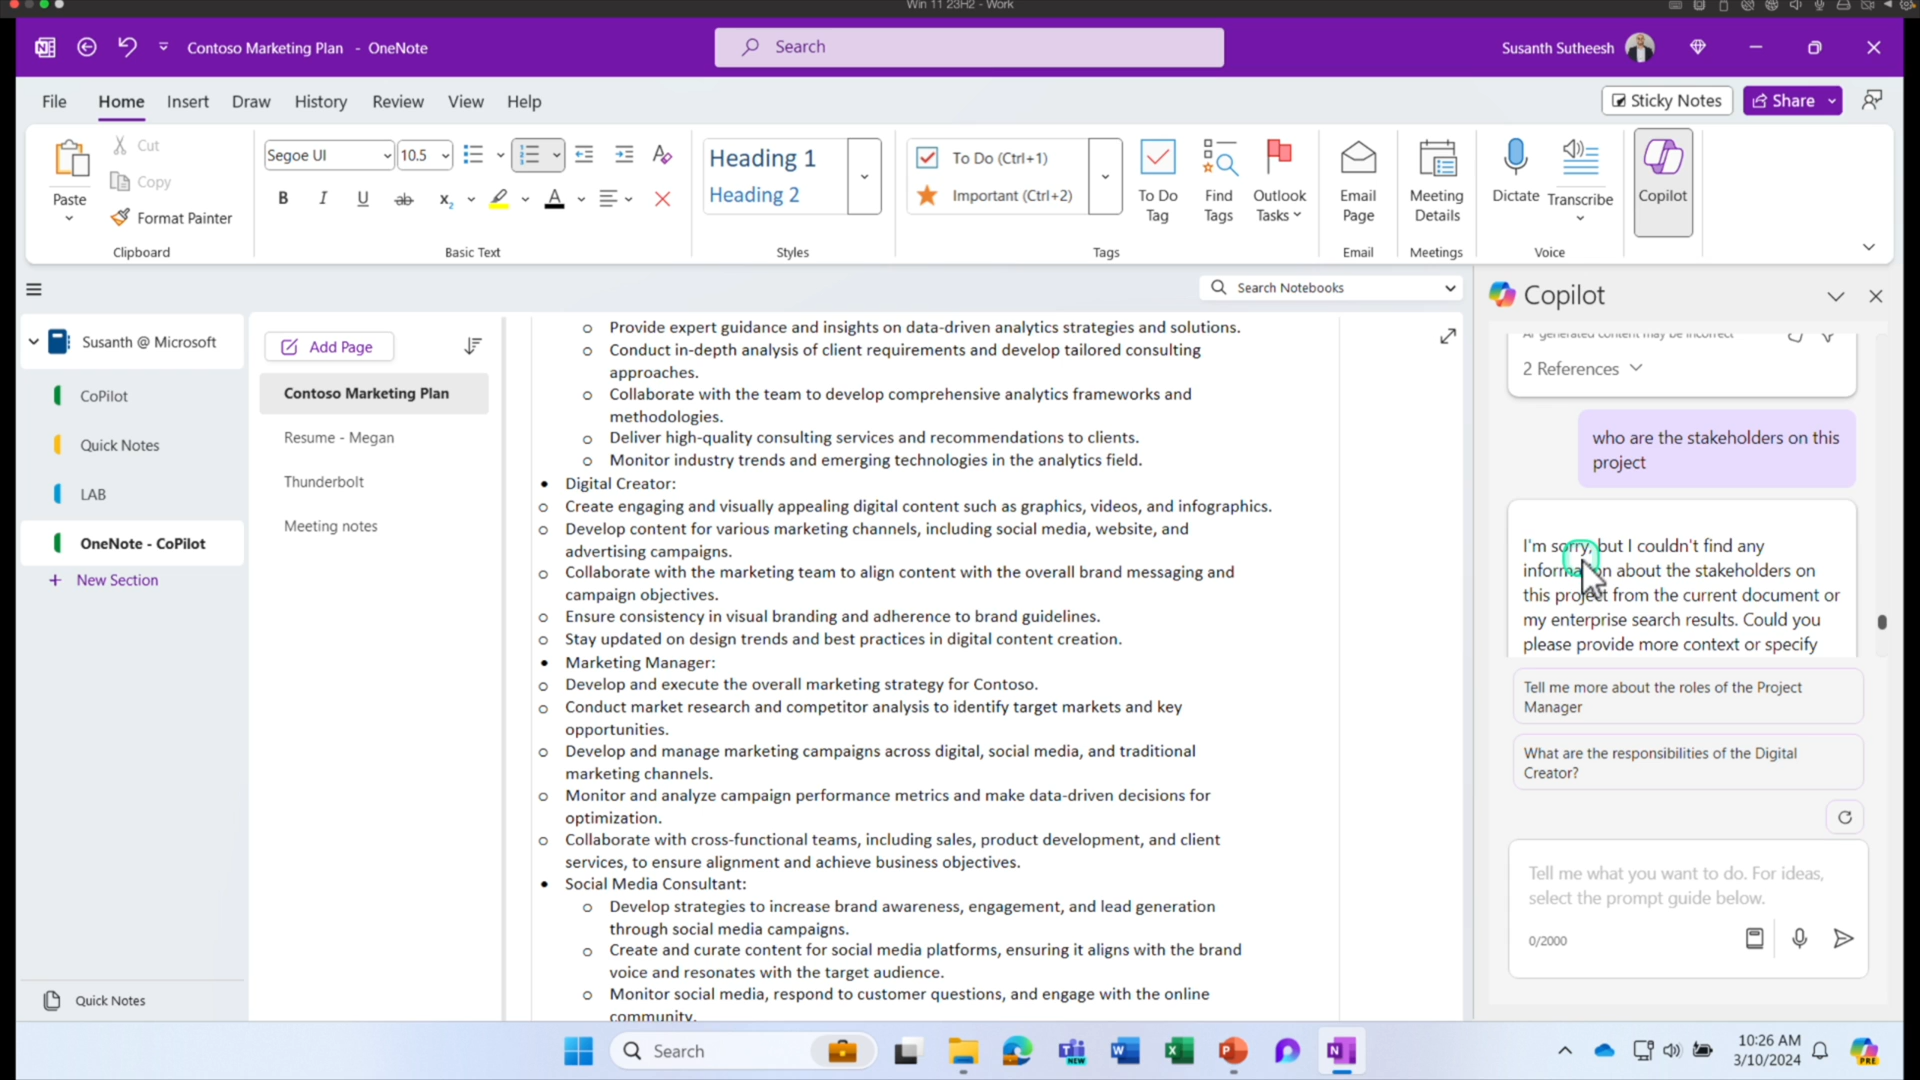 Win 11 23H2 - Work
Contoso Marketing Plan - OneNote
Search
Susanth Sutheesh
File Home Insert Draw History Review View Help
Sticky Notes
Share
Paste
Cut
Copy
Format Painter
Clipboard
Segoe UI
10.5
B I U ab x₂ A
Basic Text
Heading 1
Heading 2
Styles
To Do (Ctrl+1)
Important (Ctrl+2)
To Do
Tag
Find
Tags
Outlook
Tasks
Tags
Email
Page
Email
Meeting
Details
Meetings
Dictate
Transcribe
Voice
Copilot
Susanth @ Microsoft
CoPilot
Quick Notes
LAB
OneNote - CoPilot
+ New Section
Quick Notes
Add Page
Contoso Marketing Plan
Resume - Megan
Thunderbolt
Meeting notes
Search Notebooks
o Provide expert guidance and insights on data-driven analytics strategies and solutions.
o Conduct in-depth analysis of client requirements and develop tailored consulting
approaches.
o Collaborate with the team to develop comprehensive analytics frameworks and
methodologies.
o Deliver high-quality consulting services and recommendations to clients.
o Monitor industry trends and emerging technologies in the analytics field.
• Digital Creator:
o Create engaging and visually appealing digital content such as graphics, videos, and infographics.
o Develop content for various marketing channels, including social media, website, and
advertising campaigns.
o Collaborate with the marketing team to align content with the overall brand messaging and
campaign objectives.
o Ensure consistency in visual branding and adherence to brand guidelines.
o Stay updated on design trends and best practices in digital content creation.
• Marketing Manager:
o Develop and execute the overall marketing strategy for Contoso.
o Conduct market research and competitor analysis to identify target markets and key
opportunities.
o Develop and manage marketing campaigns across digital, social media, and traditional
marketing channels.
o Monitor and analyze campaign performance metrics and make data-driven decisions for
optimization.
o Collaborate with cross-functional teams, including sales, product development, and client
services, to ensure alignment and achieve business objectives.
• Social Media Consultant:
o Develop strategies to increase brand awareness, engagement, and lead generation
through social media campaigns.
o Create and curate content for social media platforms, ensuring it aligns with the brand
voice and resonates with the target audience.
o Monitor social media, respond to customer questions, and engage with the online
community.
Copilot
AI generated content may be incorrect
2 References
who are the stakeholders on this
project
I'm sorry, but I couldn't find any
information about the stakeholders on
this project from the current document or
my enterprise search results. Could you
please provide more context or specify
Tell me more about the roles of the Project
Manager
What are the responsibilities of the Digital
Creator?
Tell me what you want to do. For ideas,
select the prompt guide below.
0/2000
Search
NEW
10:26 AM
3/10/2024
PRE